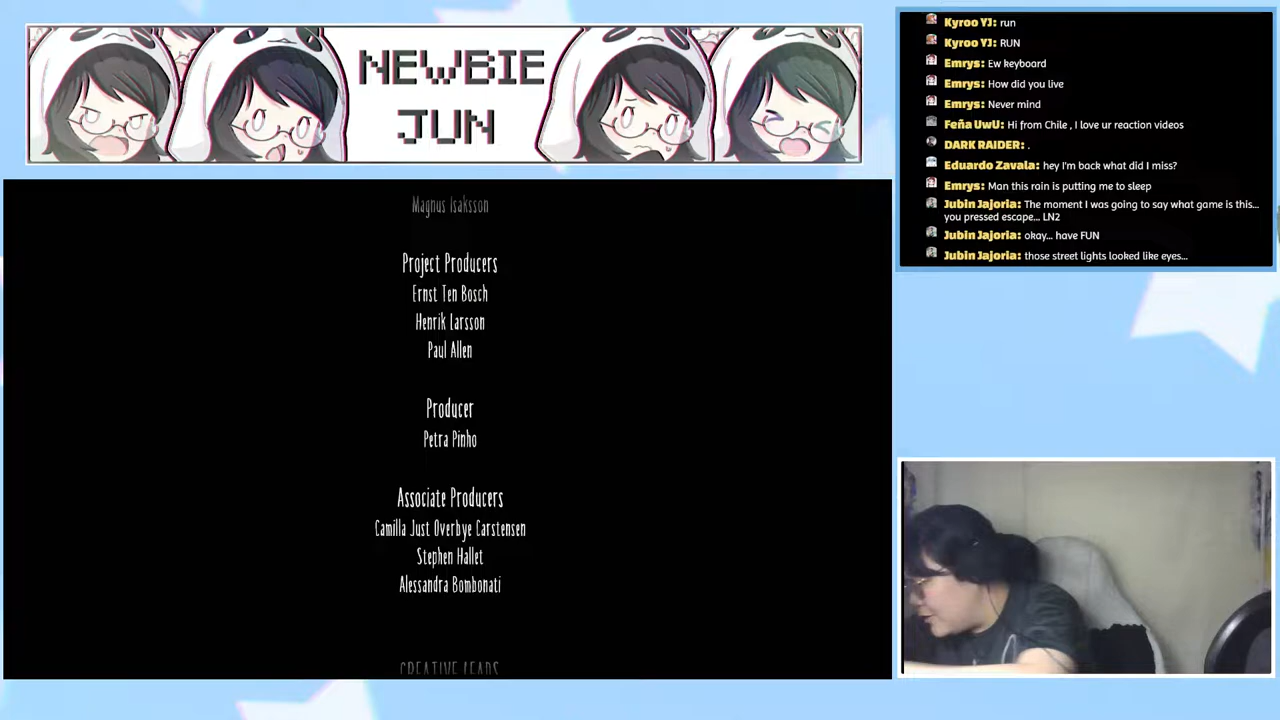 NEWBIE
JUN
Magnus Isaksson
Project Producers
Ernst Ten Bosch
Henrik Larsson
Paul Allen
Producer
Petra Pinho
Associate Producers
Camilla Just Overbye Carstensen
Stephen Hallet
Alessandra Bombonati
CREATIVE LEADS
Kyroo YJ: run
Kyroo YJ: RUN
Emrys: Ew keyboard
Emrys: How did you live
Emrys: Never mind
Feña UwU: Hi from Chile , I love ur reaction videos
DARK RAIDER: .
Eduardo Zavala: hey I'm back what did I miss?
Emrys: Man this rain is putting me to sleep
Jubin Jajoria: The moment I was going to say what game is this...
you pressed escape... LN2
Jubin Jajoria: okay... have FUN
Jubin Jajoria: those street lights looked like eyes...